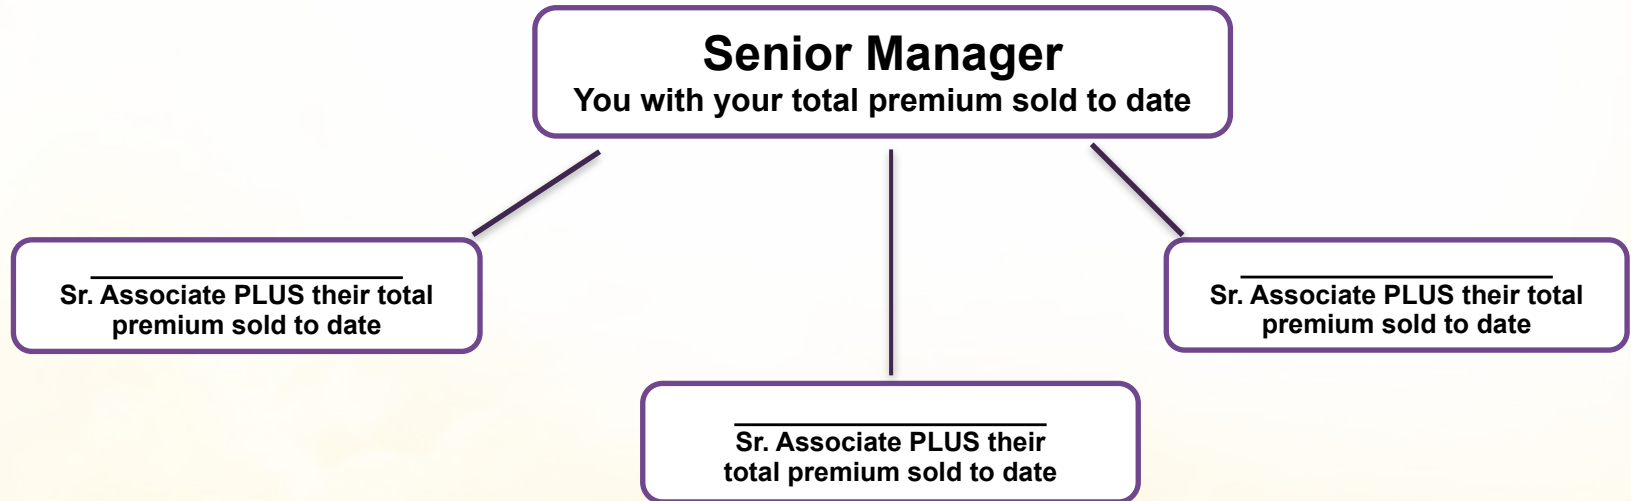 Senior Manager
You with your total premium sold to date
Sr. Associate PLUS their total
premium sold to date
Sr. Associate PLUS their total
premium sold to date
Sr. Associate PLUS their
total premium sold to date